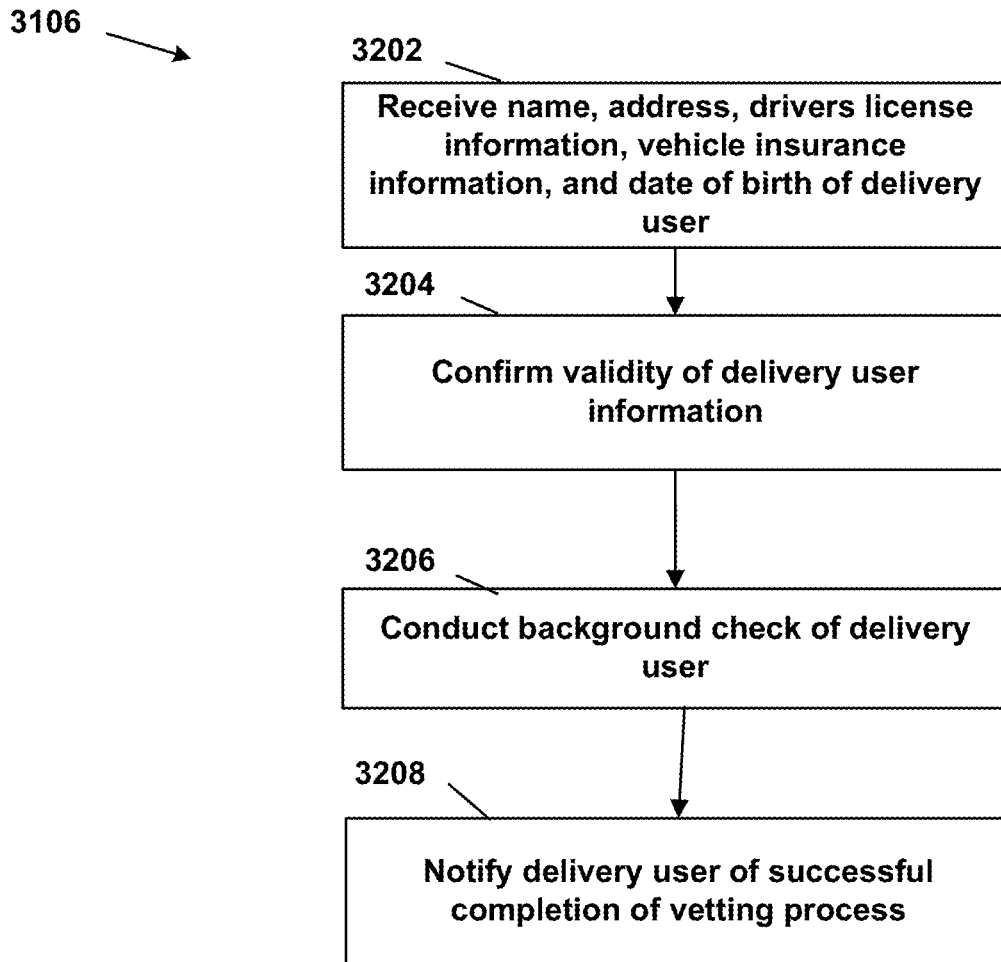 3106
3202
Receive name, address, drivers license
information, vehicle insurance
information, and date of birth of delivery
user
3204
Confirm validity of delivery user
information
3206
Conduct background check of delivery
user
3208
Notify delivery user of successful
completion of vetting process